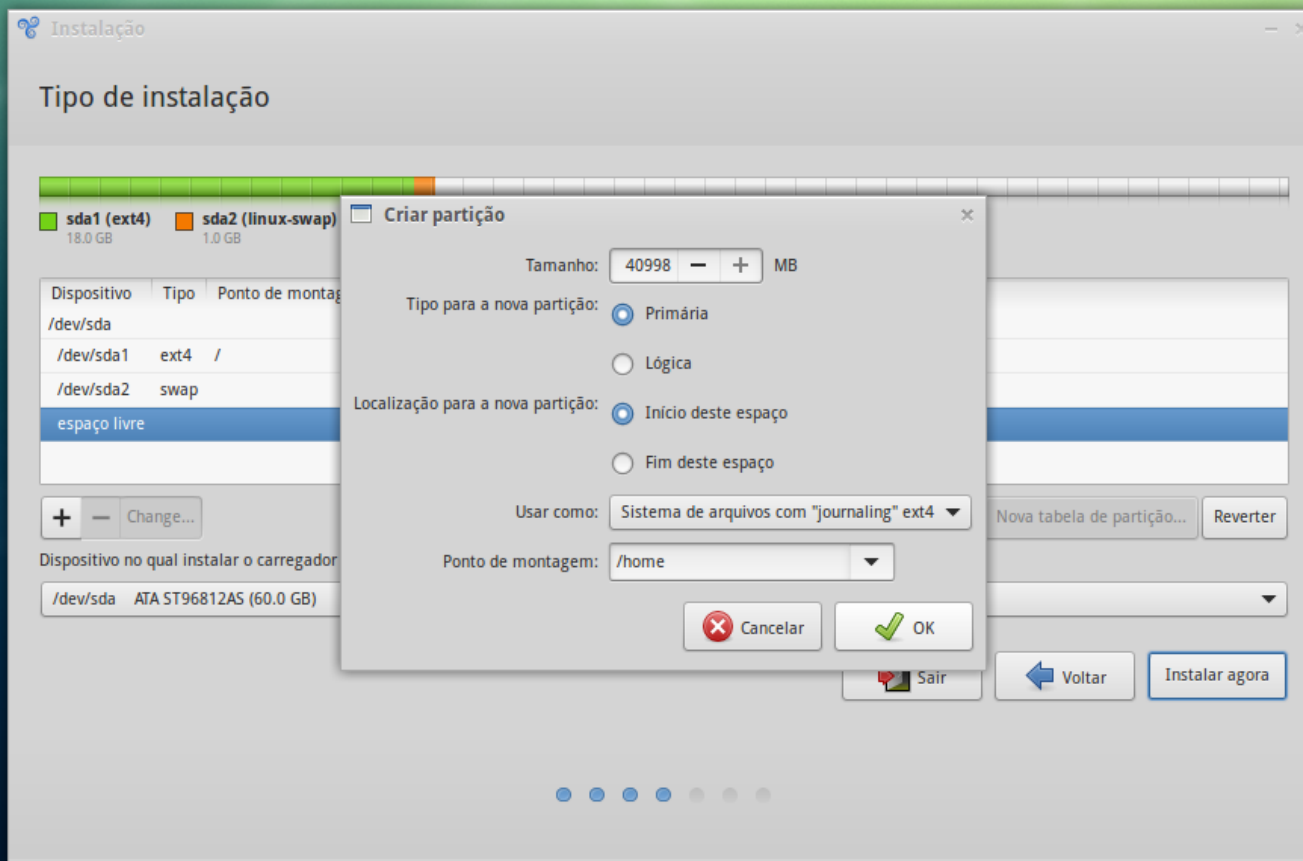 Instalação
Tipo de instalação
sda1 (ext4)
18.0 GB
sda2 (linux-swap)
1.0 GB
Criar partição
Tamanho: 40998 MB
Tipo para a nova partição: Primária
Lógica
Localização para a nova partição: Início deste espaço
Fim deste espaço
Usar como: Sistema de arquivos com "journaling" ext4
Ponto de montagem: /home
Cancelar OK
Dispositivo Tipo Ponto de montag
/dev/sda
/dev/sda1 ext4 /
/dev/sda2 swap
espaço livre
+ — Change... Nova tabela de partição... Reverter
Dispositivo no qual instalar o carregador
/dev/sda ATA ST96812AS (60.0 GB)
Sair Voltar Instalar agora